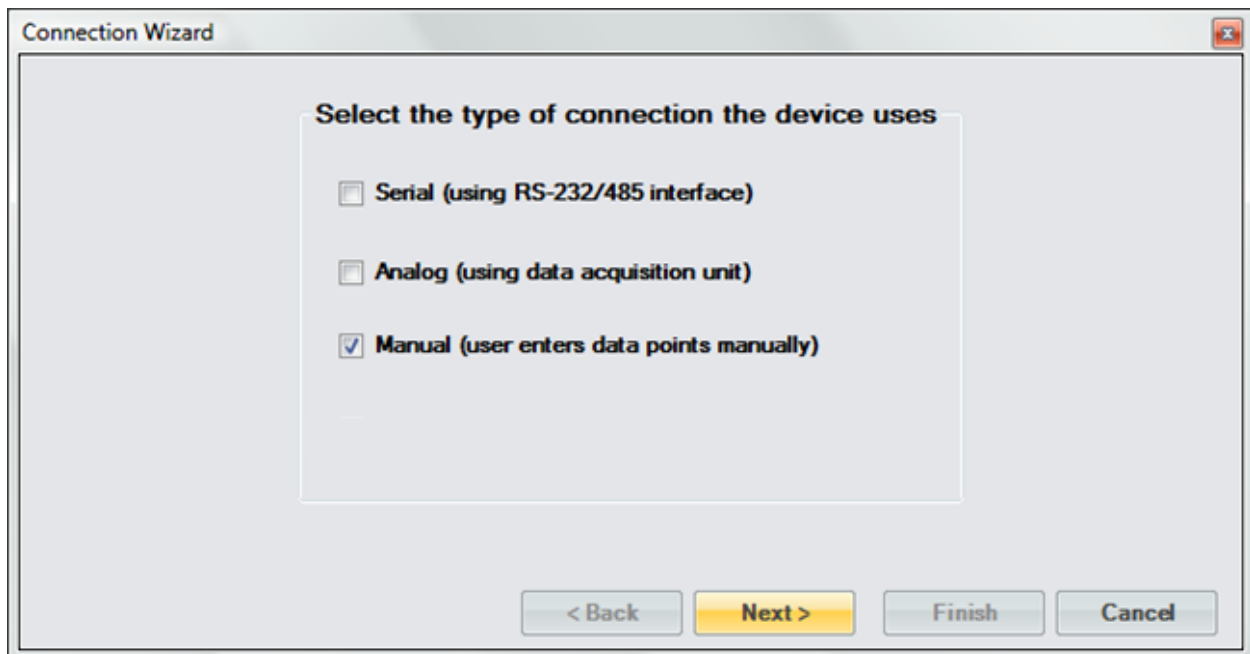 Connection Wizard
Select the type of connection the device uses
Serial (using RS-232/485 interface)
Analog (using data acquisition unit)
Manual (user enters data points manually)
< Back Next > Finish Cancel